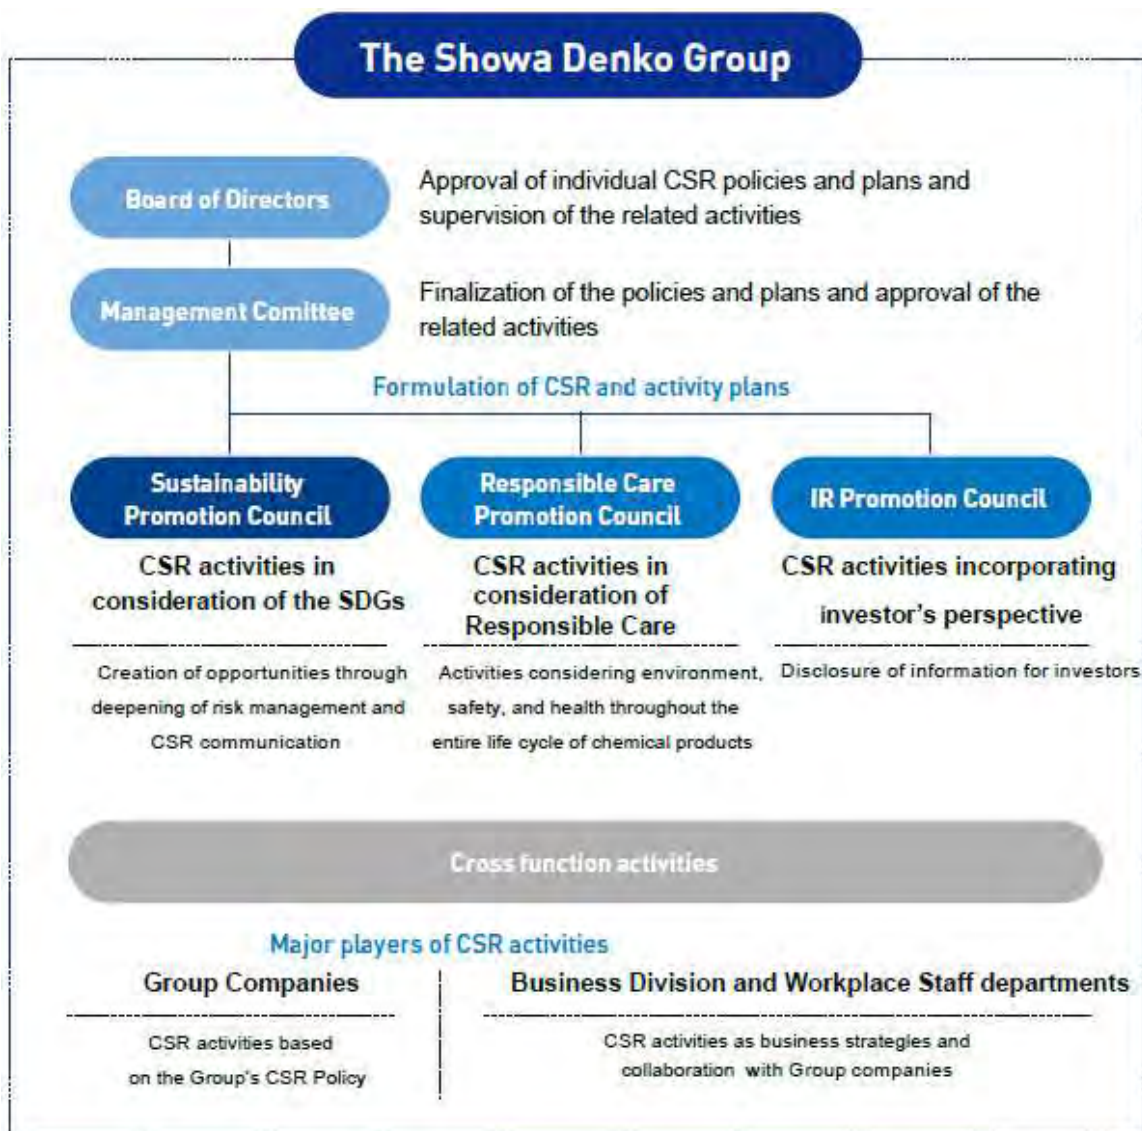 The Showa Denko Group
Board of Directors
Approval of individual CSR policies and plans and
supervision of the related activities
Management Comittee
Finalization of the policies and plans and approval of the
related activities
Formulation of CSR and activity plans
Sustainability
Promotion Council
CSR activities in
consideration of the SDGs
Creation of opportunities through
deepening of risk management and
CSR communication
Responsible Care
Promotion Council
CSR activities in
consideration of
Responsible Care
Activities considering environment,
safety, and health throughout the
entire life cycle of chemical products
IR Promotion Council
CSR activities incorporating
investor's perspective
Disclosure of information for investors
Cross function activities
Major players of CSR activities
Group Companies
CSR activities based
on the Group's CSR Policy
Business Division and Workplace Staff departments
CSR activities as business strategies and
collaboration with Group companies